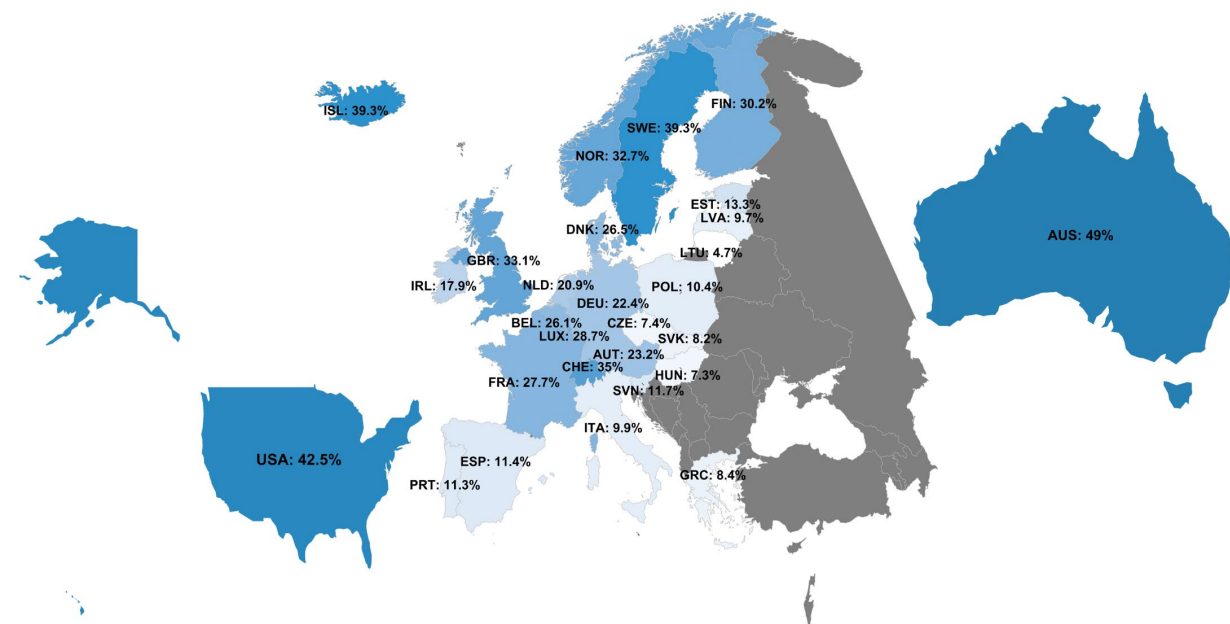 ISL: 39.3%
FIN: 30.2%
SWE: 39.3%
NOR: 32.7%
EST: 13.3%
LVA: 9.7%
DNK: 26.5%
AUS: 49%
LTU: 4.7%
GBR: 33.1%
IRL: 17.9%
NLD: 20.9%
POL: 10.4%
DEU: 22.4%
BEL: 26.1%
CZE: 7.4%
LUX: 28.7%
SVK: 8.2%
AUT: 23.2%
CHE: 35%
HUN: 7.3%
FRA: 27.7%
SVN: 11.7%
ITA: 9.9%
USA: 42.5%
ESP: 11.4%
GRC: 8.4%
PRT: 11.3%